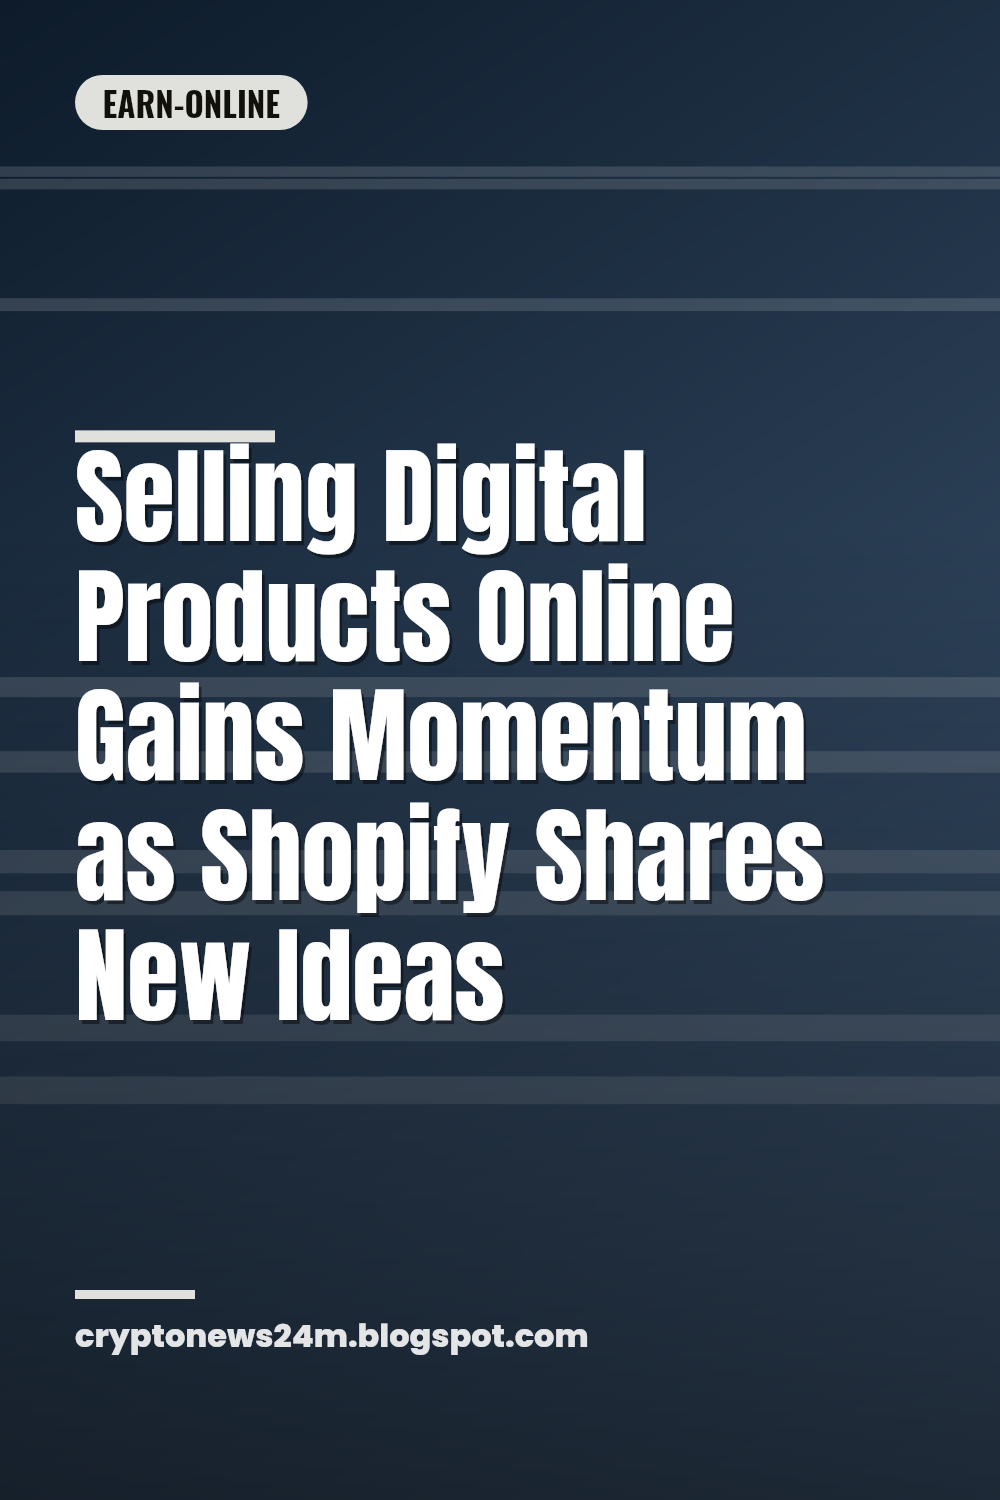 EARN-ONLINE
Selling Digital
Products Online
Gains Momentum
as Shopify Shares
New Ideas
cryptonews24m.blogspot.com